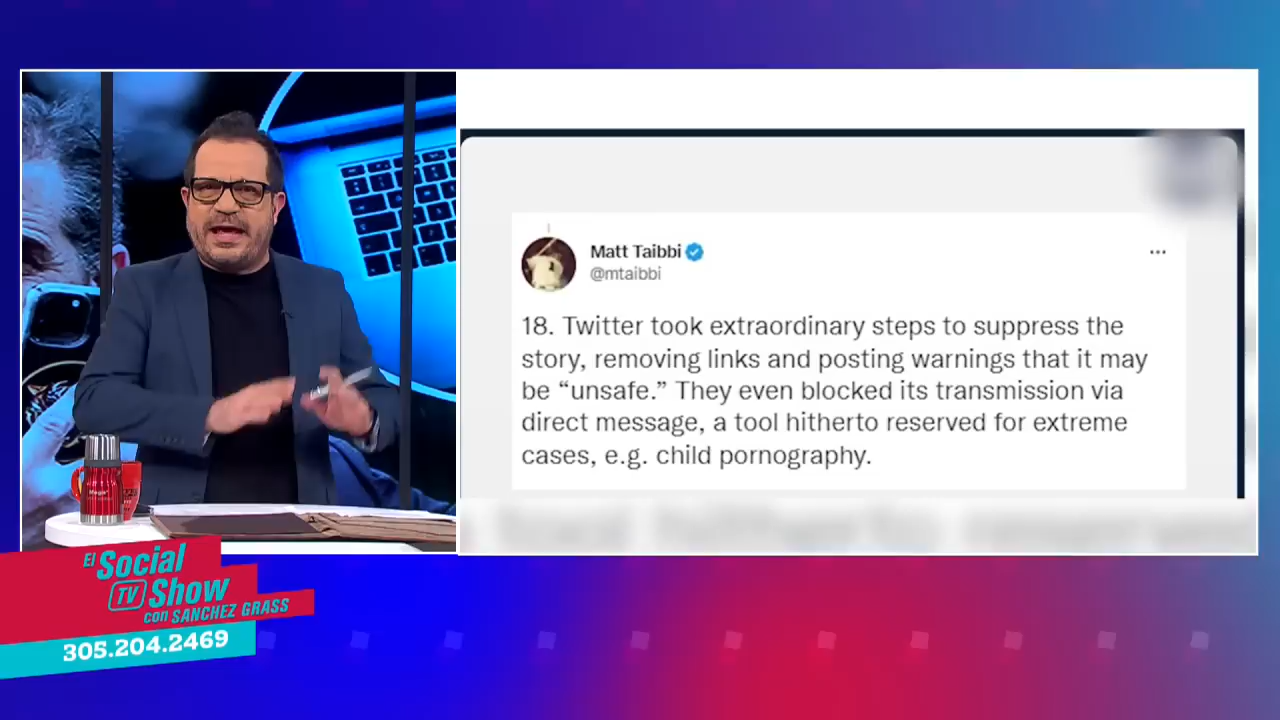 Matt Taibbi
@mtaibbi
18. Twitter took extraordinary steps to suppress the
story, removing links and posting warnings that it may
be “unsafe.” They even blocked its transmission via
direct message, a tool hitherto reserved for extreme
cases, e.g. child pornography.
El
Social
TV Show
con SANCHEZ GRASS
305.204.2469